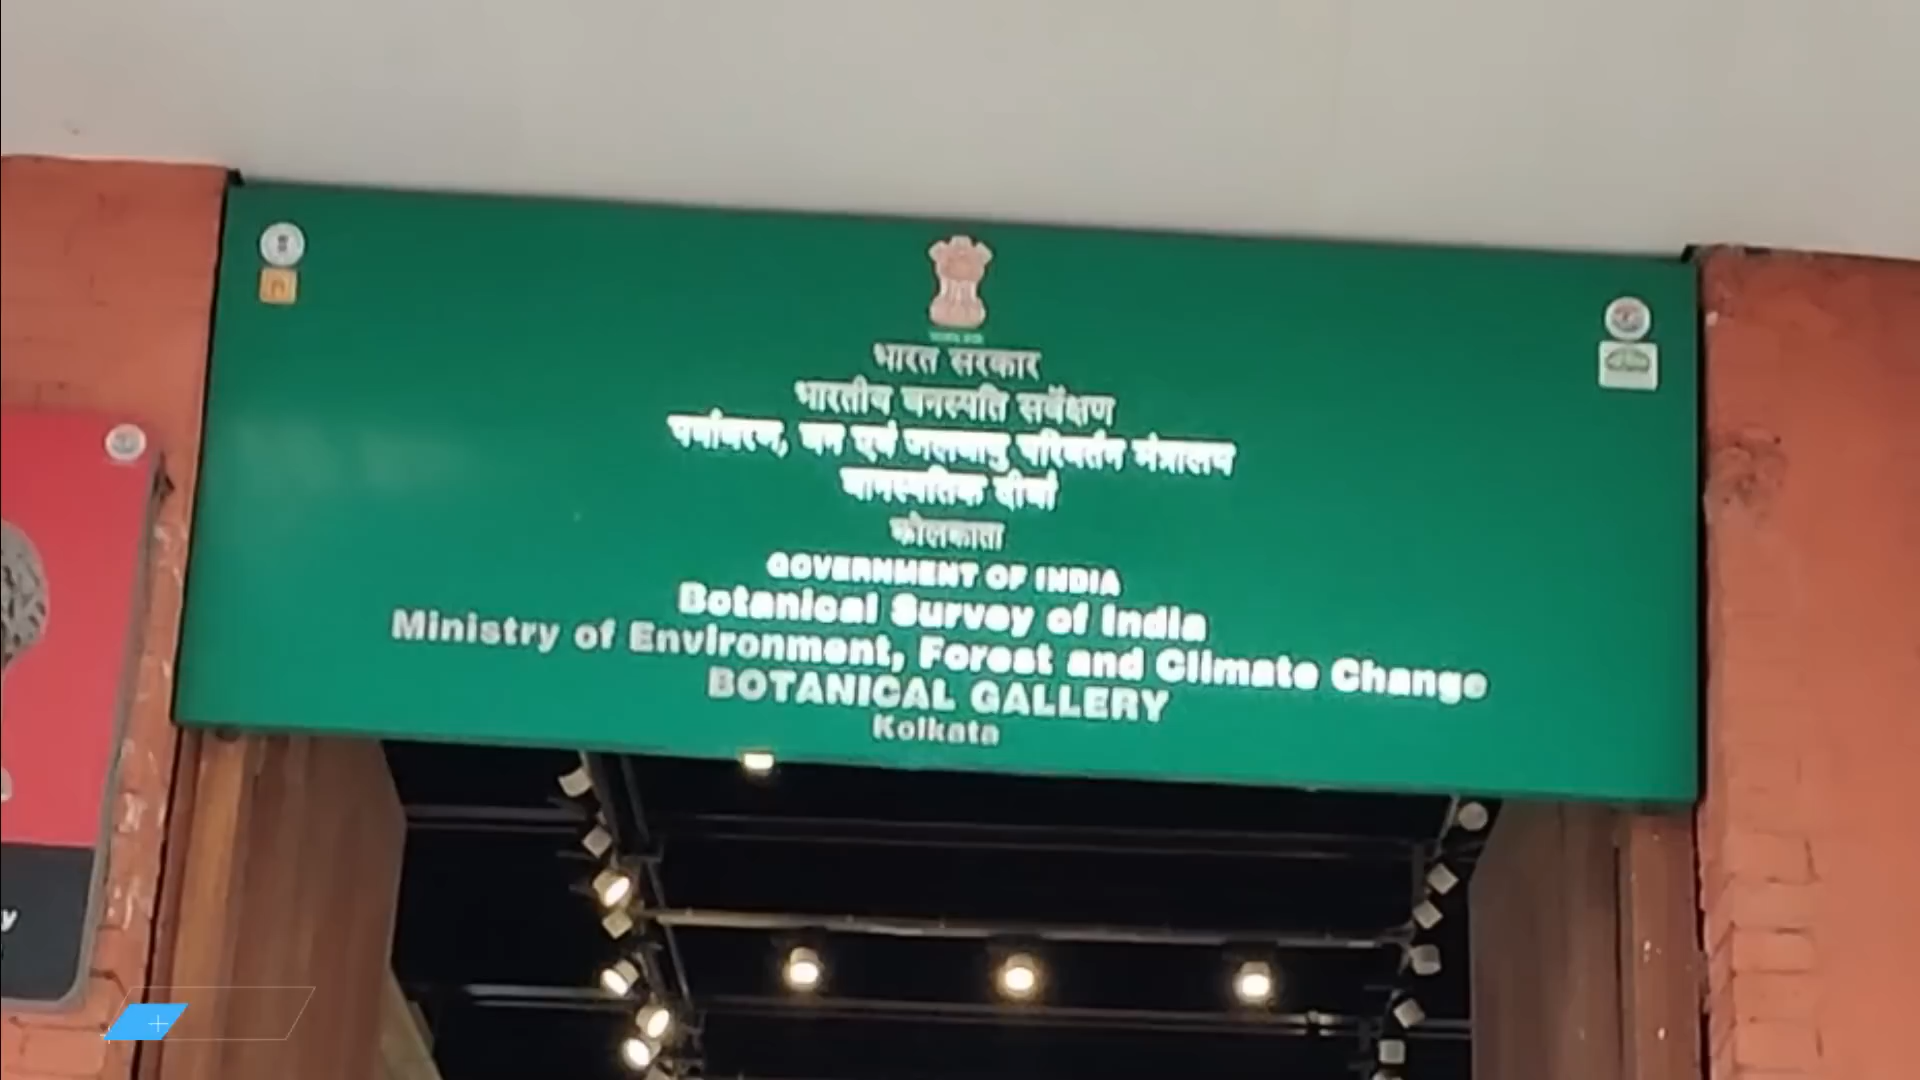 भारत सरकार
भारतीय वनस्पति सर्वेक्षण
पर्यावरण, वन एवं जलवायु परिवर्तन मंत्रालय
वानस्पतिक दीर्घा
कोलकाता
GOVERNMENT OF INDIA
Botanical Survey of India
Ministry of Environment, Forest and Climate Change
BOTANICAL GALLERY
Kolkata
y